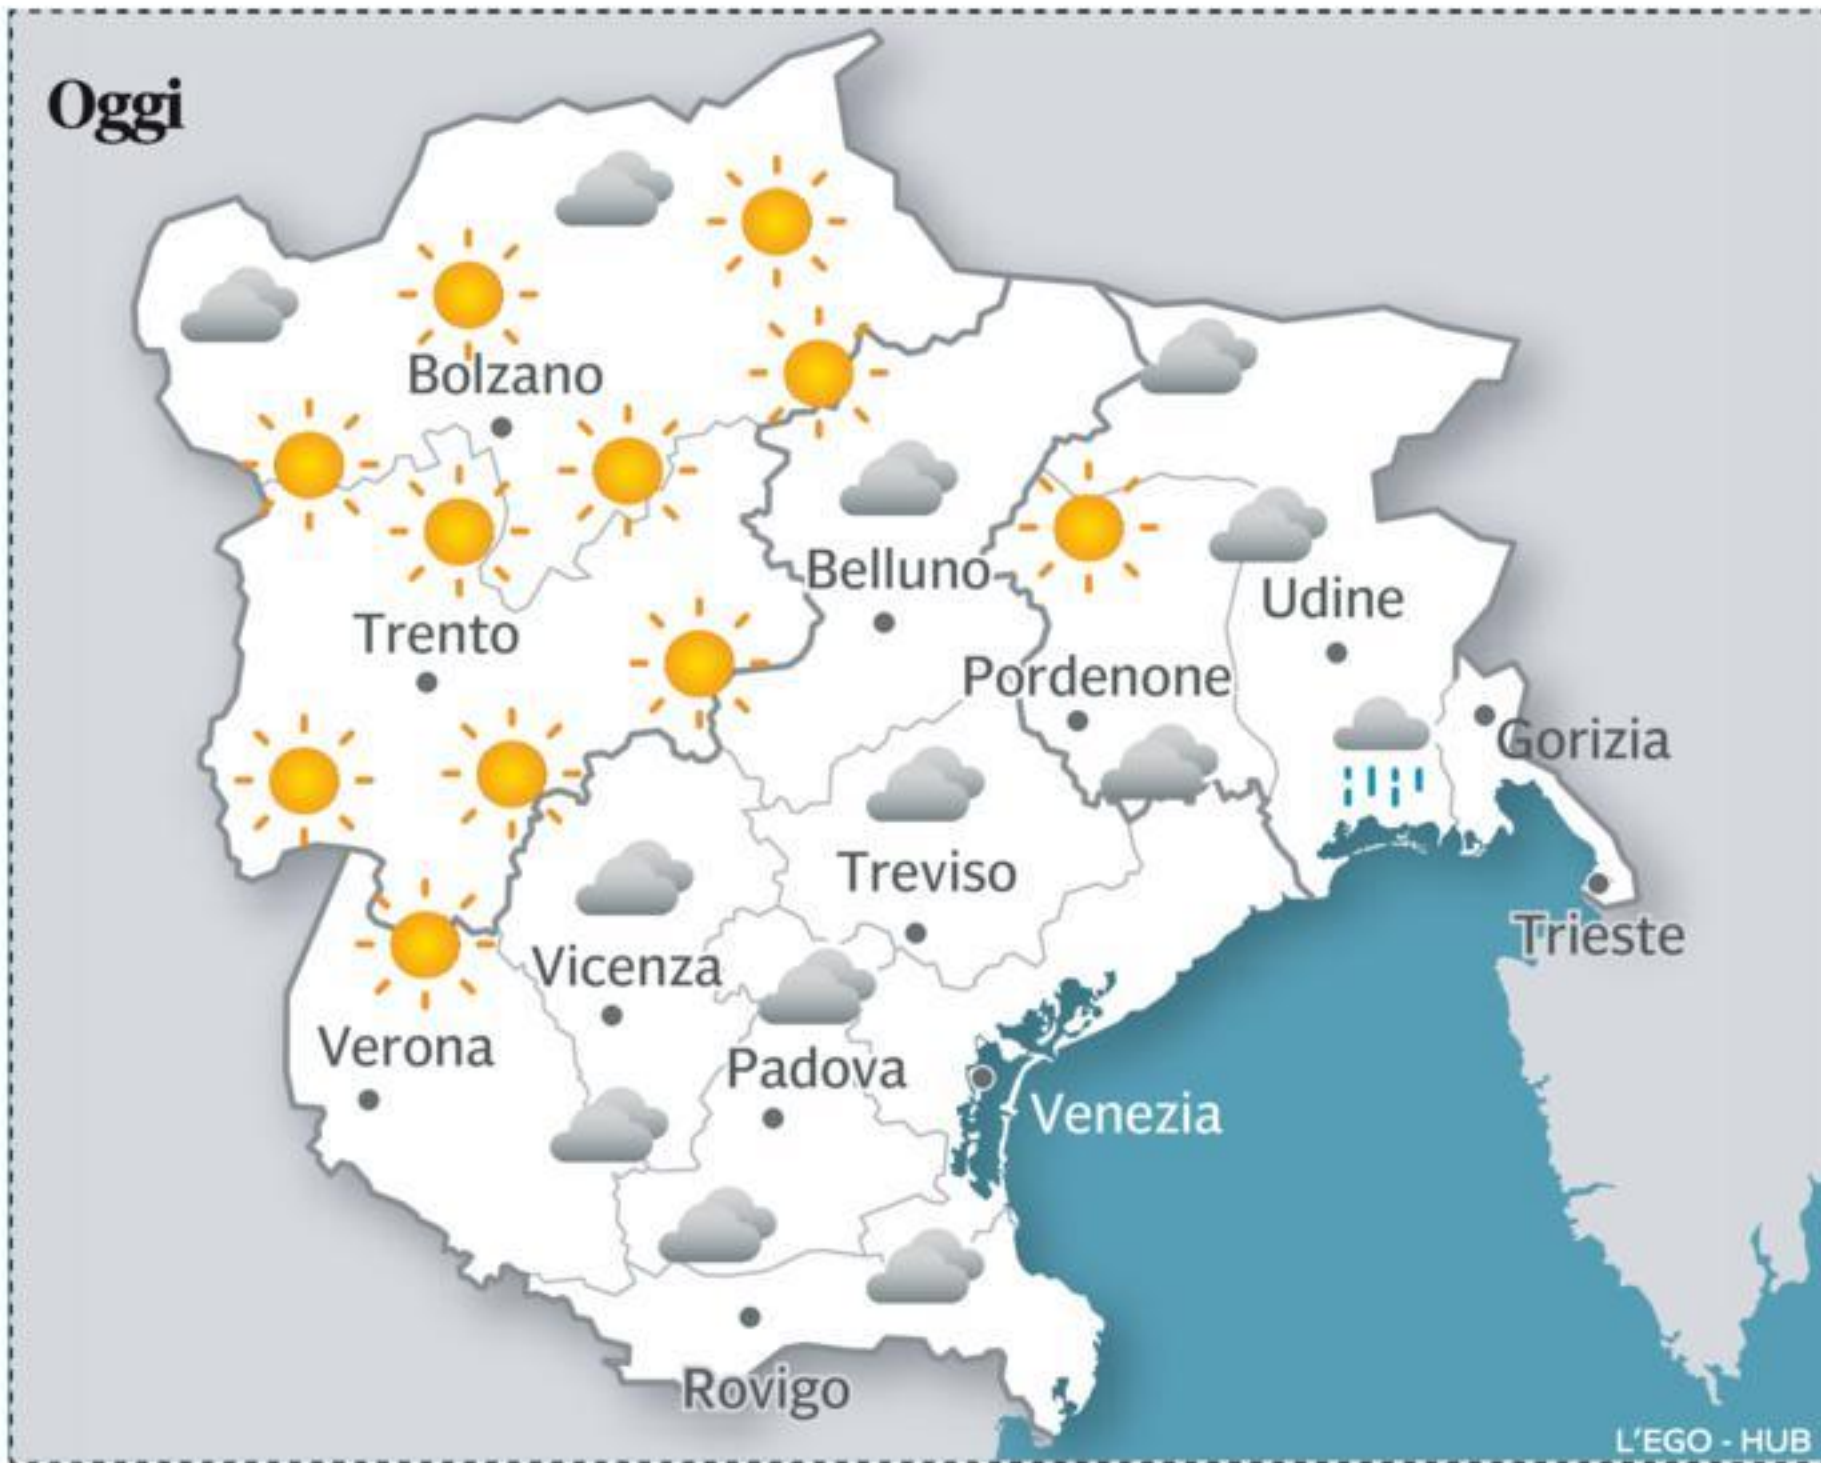 Oggi
Bolzano
Belluno
Udine
Trento
Pordenone
Gorizia
Treviso
Trieste
Vicenza
Verona
Padova
Venezia
Rovigo
L'EGO - HUB